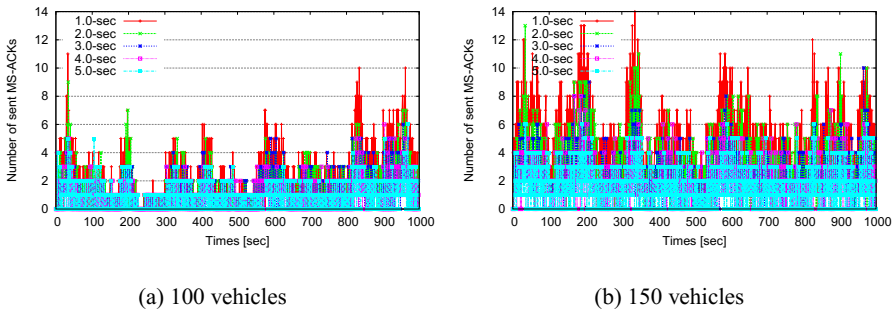 Number of sent MS-ACKs
14
12
10
8
6
4
2
0
1.0-sec
2.0-sec
3.0-sec
4.0-sec
5.0-sec
0 100 200 300 400 500 600 700 800 900 1000
Times [sec]
(a) 100 vehicles
Number of sent MS-ACKs
14
12
10
8
6
4
2
0
1.0-sec
2.0-sec
3.0-sec
4.0-sec
5.0-sec
0 100 200 300 400 500 600 700 800 900 1000
Times [sec]
(b) 150 vehicles